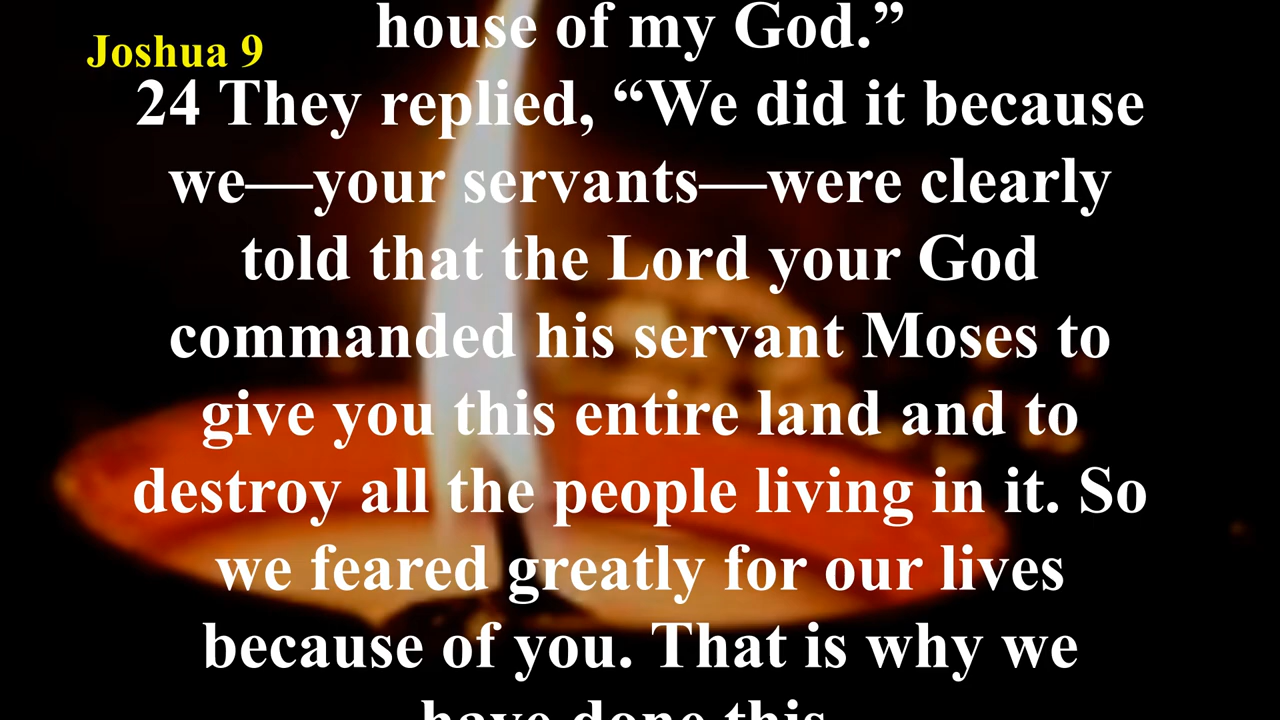 house of my God.”
Joshua 9
24 They replied, “We did it because
we—your servants—were clearly
told that the Lord your God
commanded his servant Moses to
give you this entire land and to
destroy all the people living in it. So
we feared greatly for our lives
because of you. That is why we
have done this.